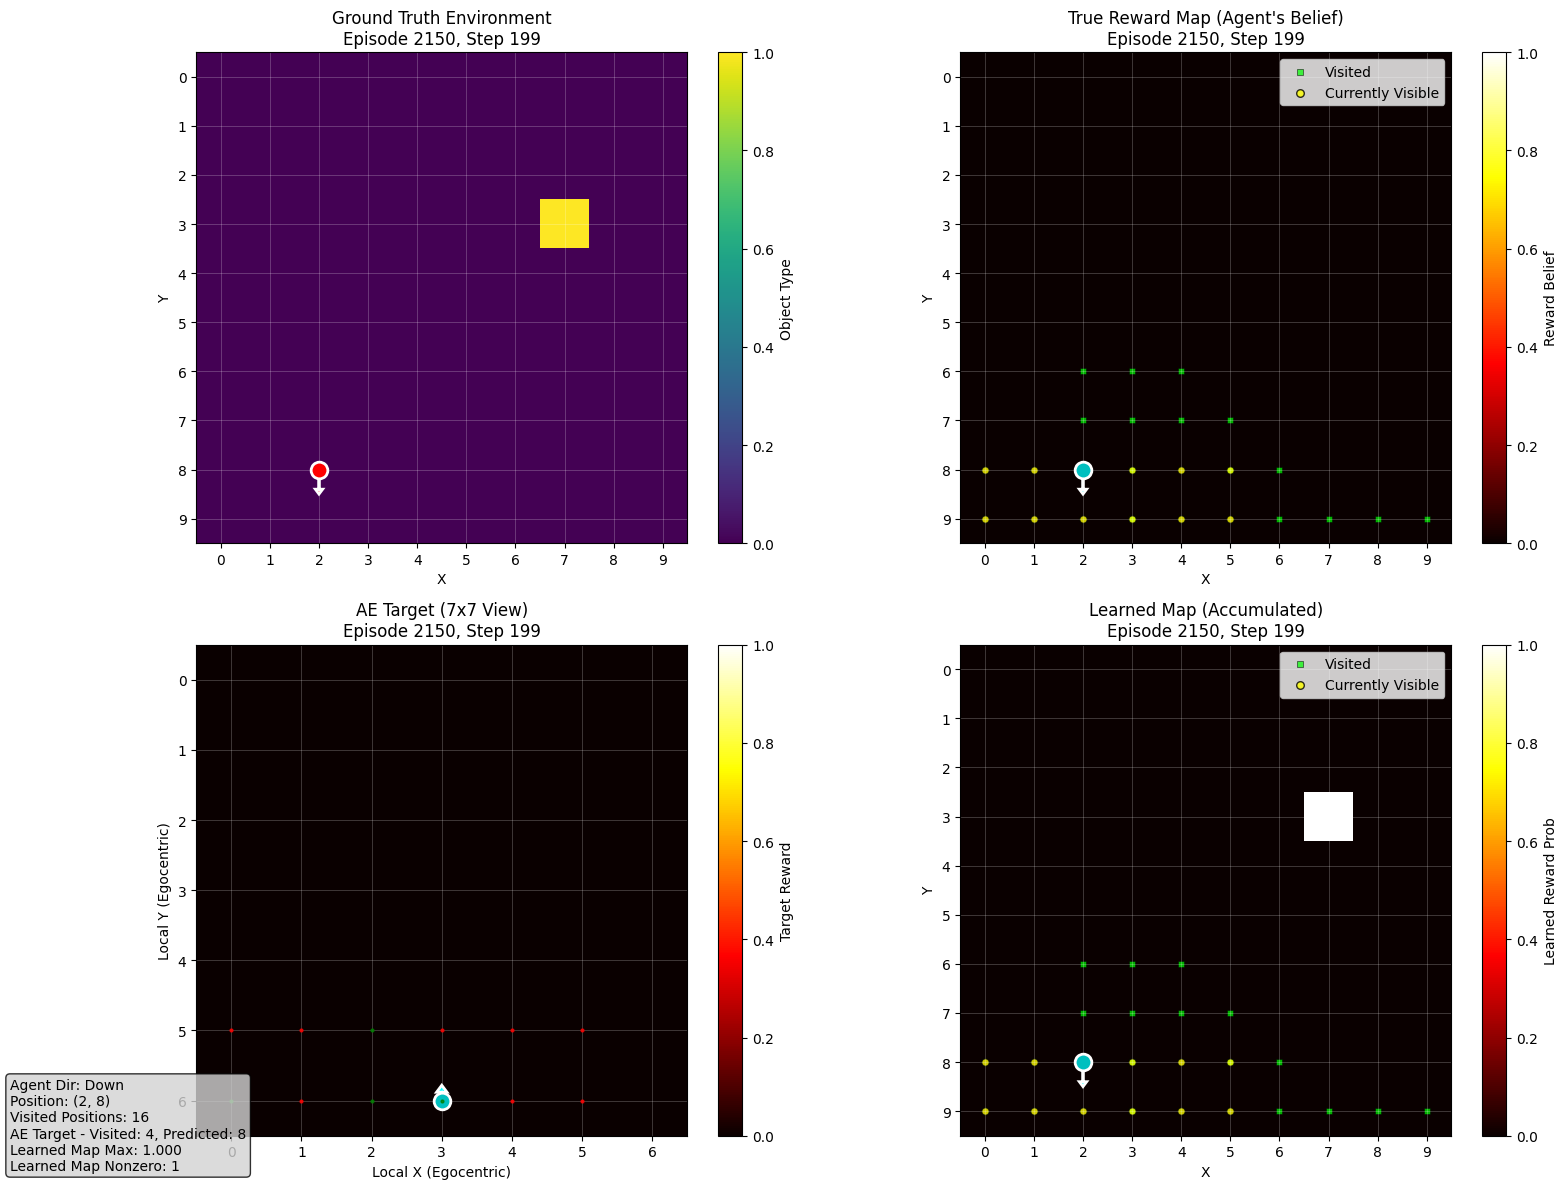 Ground Truth Environment
Episode 2150, Step 199
0
1
2
3
4
5
6
7
8
9
Y
0 1 2 3 4 5 6 7 8 9
X
1.0
0.8
0.6
0.4
0.2
0.0
Object Type
True Reward Map (Agent's Belief)
Episode 2150, Step 199
Visited
Currently Visible
0
1
2
3
4
5
6
7
8
9
Y
0 1 2 3 4 5 6 7 8 9
X
1.0
0.8
0.6
0.4
0.2
0.0
Reward Belief
AE Target (7x7 View)
Episode 2150, Step 199
0
1
2
3
4
5
6
Local Y (Egocentric)
0 1 2 3 4 5 6
Local X (Egocentric)
1.0
0.8
0.6
0.4
0.2
0.0
Target Reward
Agent Dir: Down
Position: (2, 8)
Visited Positions: 16
AE Target - Visited: 4, Predicted: 8
Learned Map Max: 1.000
Learned Map Nonzero: 1
Learned Map (Accumulated)
Episode 2150, Step 199
Visited
Currently Visible
0
1
2
3
4
5
6
7
8
9
Y
0 1 2 3 4 5 6 7 8 9
X
1.0
0.8
0.6
0.4
0.2
0.0
Learned Reward Prob